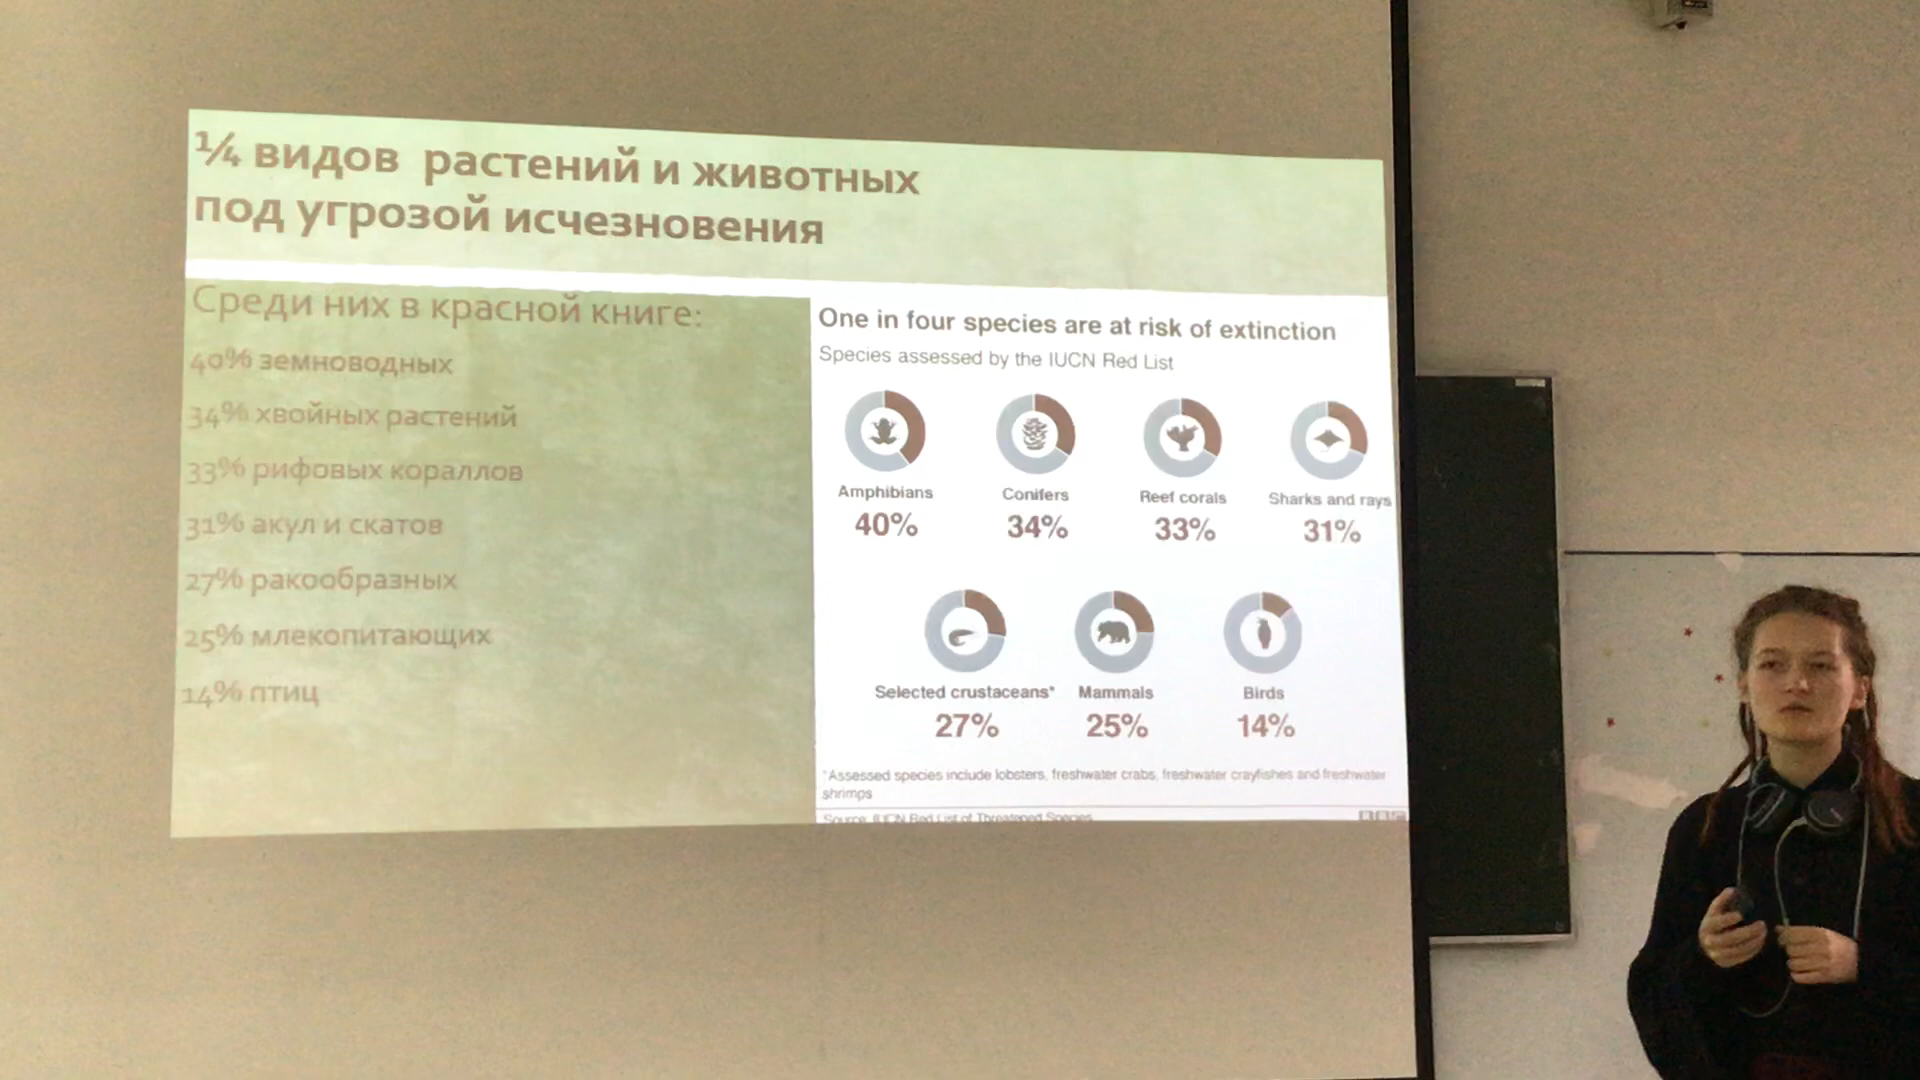 ¼ видов растений и животных
под угрозой исчезновения
Среди них в красной книге:
40% земноводных
34% хвойных растений
33% рифовых кораллов
31% акул и скатов
27% ракообразных
25% млекопитающих
14% птиц
One in four species are at risk of extinction
Species assessed by the IUCN Red List
Amphibians
40%
Conifers
34%
Reef corals
33%
Sharks and rays
31%
Selected crustaceans*
27%
Mammals
25%
Birds
14%
*Assessed species include lobsters, freshwater crabs, freshwater crayfishes and freshwater
shrimps
Source: IUCN Red List of Threatened Species